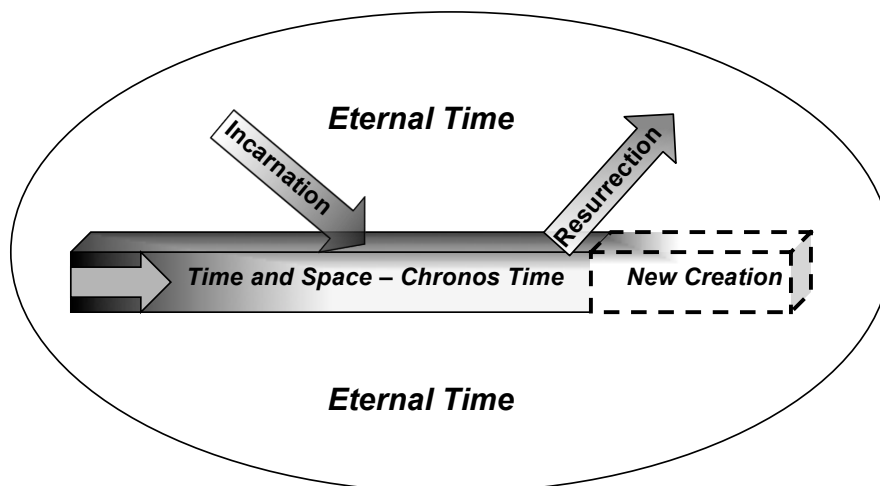 Eternal Time
Incarnation
Resurrection
Time and Space – Chronos Time
New Creation
Eternal Time